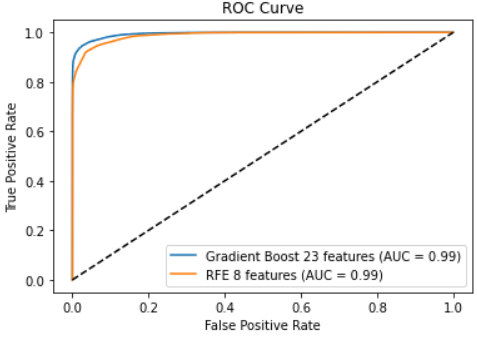 ROC Curve
1.0
0.8
0.6
0.4
0.2
0.0
True Positive Rate
Gradient Boost 23 features (AUC = 0.99)
RFE 8 features (AUC = 0.99)
0.0 0.2 0.4 0.6 0.8 1.0
False Positive Rate